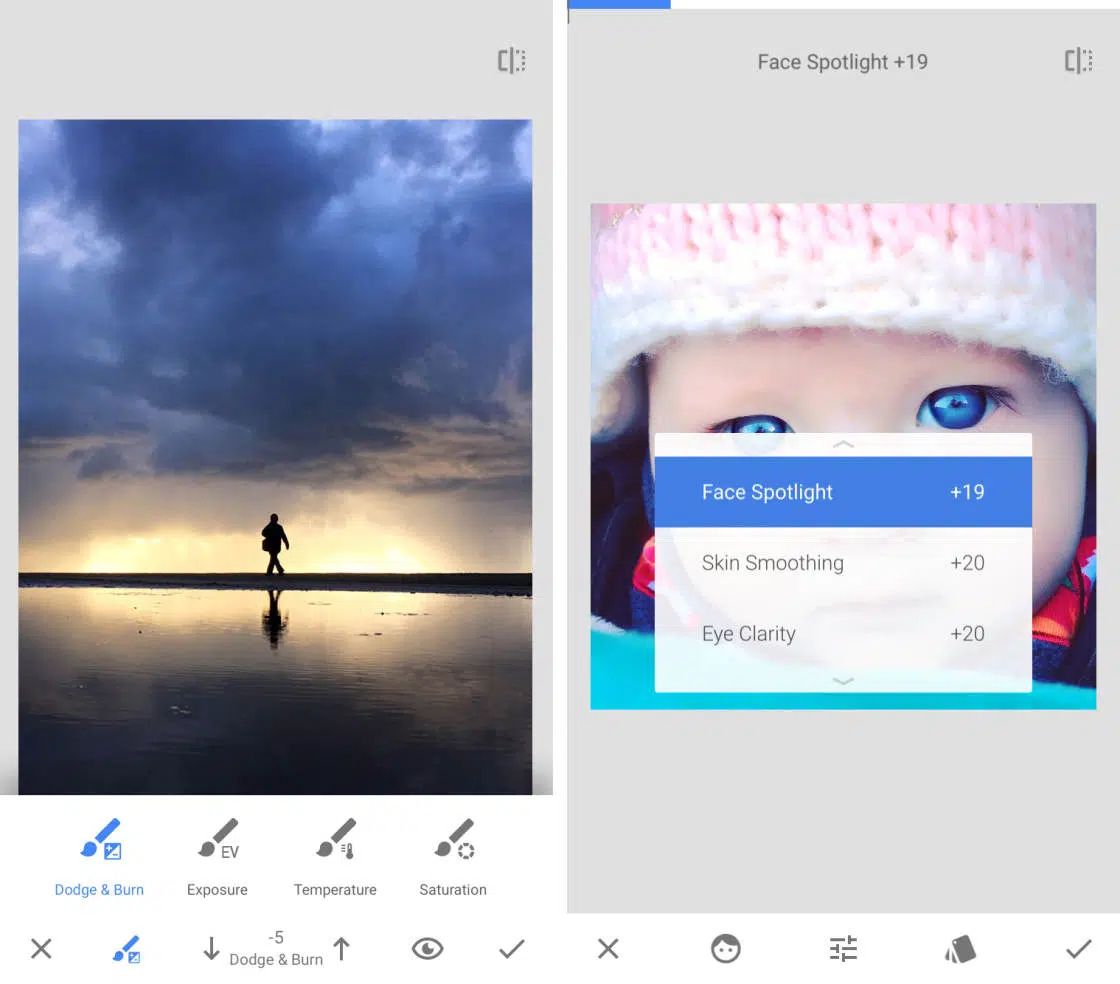 Dodge & Burn
EV
Exposure
Temperature
Saturation
-5
Dodge & Burn
Face Spotlight +19
Face Spotlight +19
Skin Smoothing +20
Eye Clarity +20